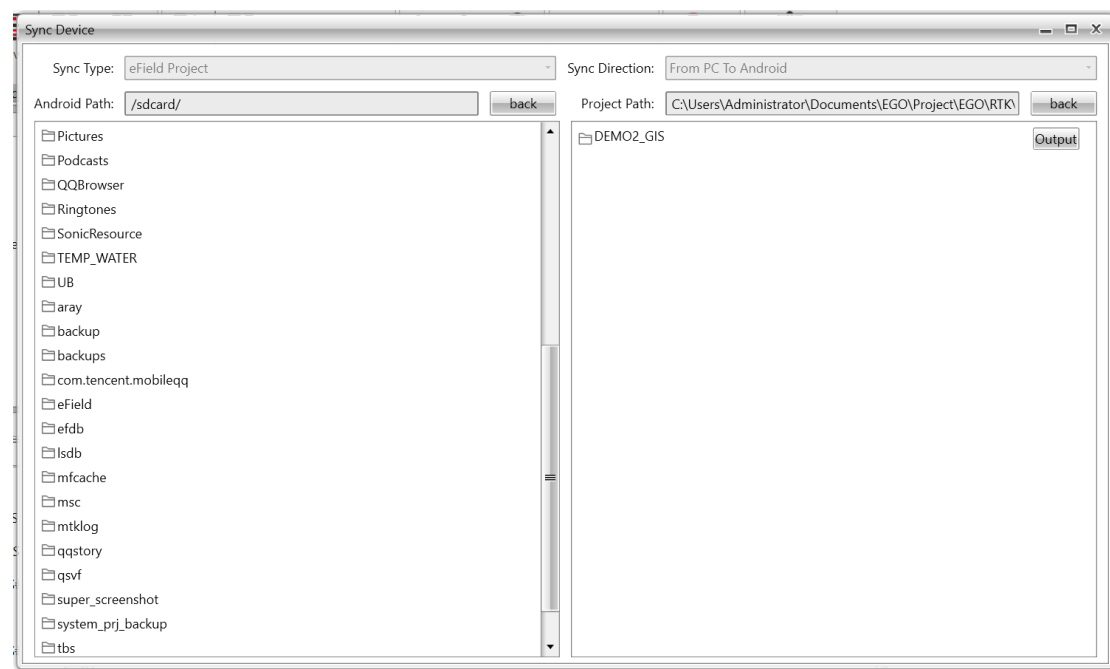 Sync Device
Sync Type: eField Project
Sync Direction: From PC To Android
Android Path: /sdcard/ back
Project Path: C:\Users\Administrator\Documents\EGO\Project\EGO\RTK\ back
Pictures
Podcasts
QQBrowser
Ringtones
SonicResource
TEMP_WATER
UB
aray
backup
backups
com.tencent.mobileqq
eField
efdb
lsdb
mfcache
msc
mtklog
qqstory
qsvf
super_screenshot
system_prj_backup
tbs
DEMO2_GIS Output